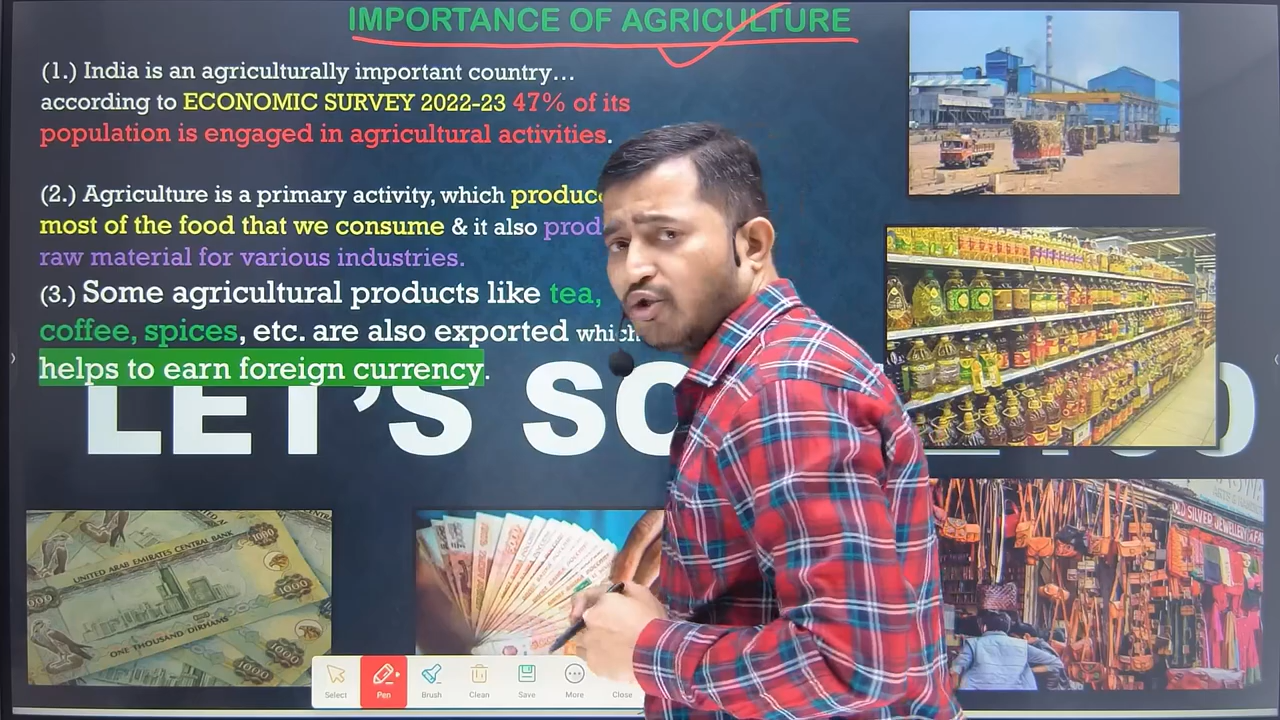 IMPORTANCE OF AGRICULTURE
(1.) India is an agriculturally important country…
according to ECONOMIC SURVEY 2022-23 47% of its
population is engaged in agricultural activities.
(2.) Agriculture is a primary activity, which produc
most of the food that we consume & it also prod
raw material for various industries.
(3.) Some agricultural products like tea,
coffee, spices, etc. are also exported which
helps to earn foreign currency.
LET'S SO
UNITED ARAB EMIRATES CENTRAL BANK
1000
ONE THOUSAND DIRHAMS
1000
SILVER JEWELLERY
Select
Pen
Brush
Clean
Save
More
Close